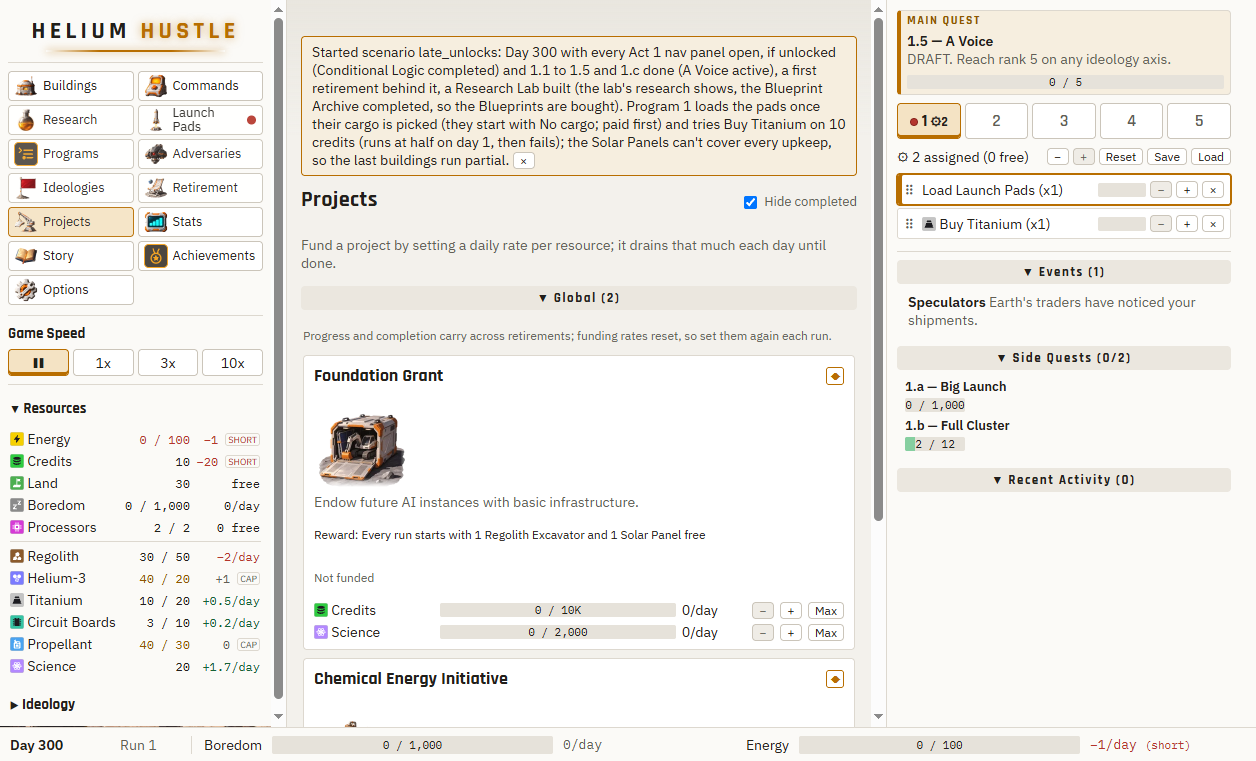 HELIUM HUSTLE
Buildings
Commands
Research
Launch Pads
Programs
Adversaries
Ideologies
Retirement
Projects
Stats
Story
Achievements
Options
Game Speed
1x 3x 10x
▼ Resources
Energy 0 / 100 −1 SHORT
Credits 10 −20 SHORT
Land 30 free
Boredom 0 / 1,000 0/day
Processors 2 / 2 0 free
Regolith 30 / 50 −2/day
Helium-3 40 / 20 +1 CAP
Titanium 10 / 20 +0.5/day
Circuit Boards 3 / 10 +0.2/day
Propellant 40 / 30 0 CAP
Science 20 +1.7/day
▶ Ideology
Started scenario late_unlocks: Day 300 with every Act 1 nav panel open, if unlocked
(Conditional Logic completed) and 1.1 to 1.5 and 1.c done (A Voice active), a first
retirement behind it, a Research Lab built (the lab's research shows, the Blueprint
Archive completed, so the Blueprints are bought). Program 1 loads the pads once
their cargo is picked (they start with No cargo; paid first) and tries Buy Titanium on 10
credits (runs at half on day 1, then fails); the Solar Panels can't cover every upkeep,
so the last buildings run partial. ×
Projects
Hide completed
Fund a project by setting a daily rate per resource; it drains that much each day until
done.
▼ Global (2)
Progress and completion carry across retirements; funding rates reset, so set them again each run.
Foundation Grant
Endow future AI instances with basic infrastructure.
Reward: Every run starts with 1 Regolith Excavator and 1 Solar Panel free
Not funded
Credits 0 / 10K 0/day − + Max
Science 0 / 2,000 0/day − + Max
Chemical Energy Initiative
MAIN QUEST
1.5 — A Voice
DRAFT. Reach rank 5 on any ideology axis.
0 / 5
1 ⚙2 2 3 4 5
⚙ 2 assigned (0 free) − + Reset Save Load
Load Launch Pads (x1) − + ×
Buy Titanium (x1) − + ×
▼ Events (1)
Speculators Earth's traders have noticed your
shipments.
▼ Side Quests (0/2)
1.a — Big Launch
0 / 1,000
1.b — Full Cluster
2 / 12
▼ Recent Activity (0)
Day 300 Run 1 Boredom 0 / 1,000 0/day Energy 0 / 100 −1/day (short)